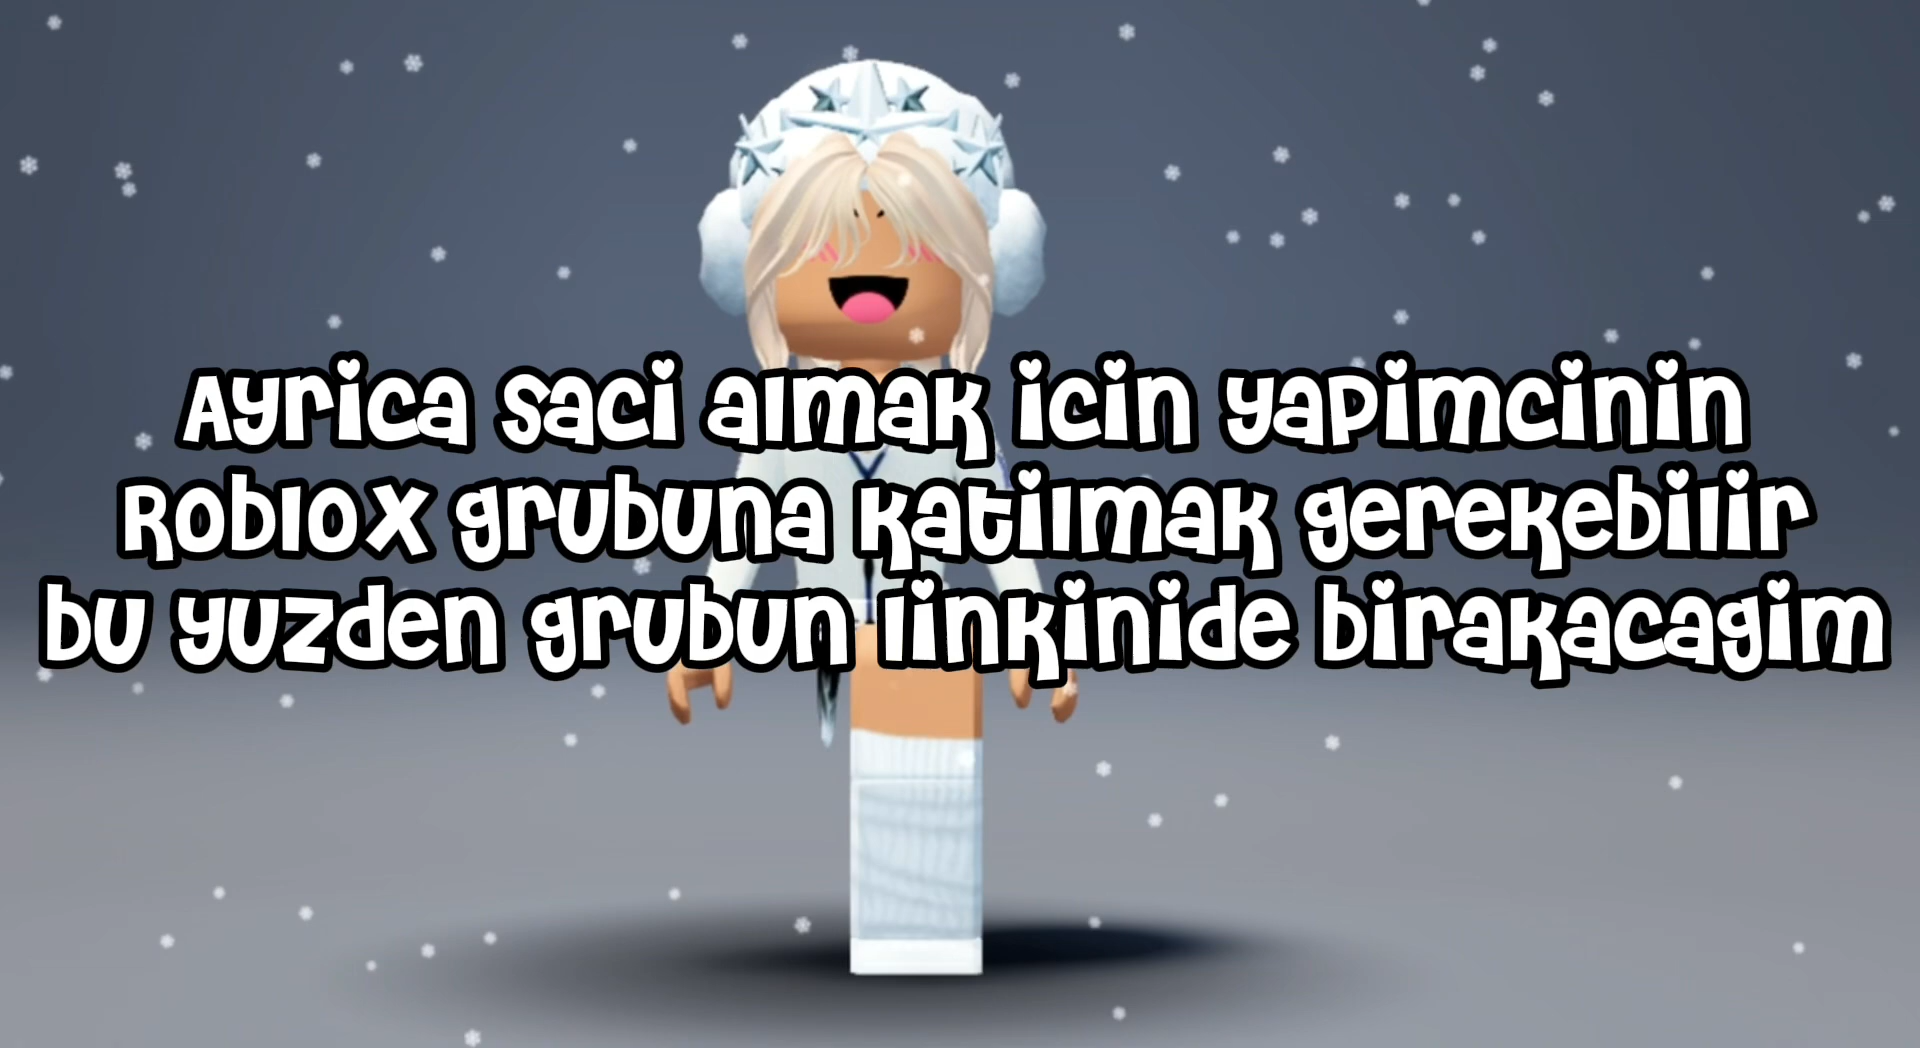 Ayrica saci almak icin yapimcinin
Roblox grubuna katilmak gerekebilir
bu yuzden grubun linkinide birakacagim